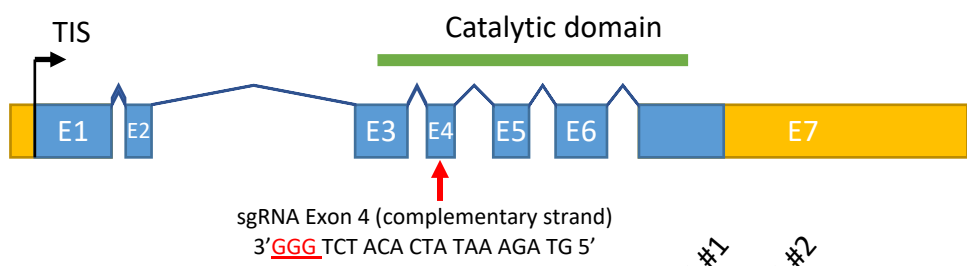 TIS
Catalytic domain
E1 E2 E3 E4 E5 E6 E7
sgRNA Exon 4 (complementary strand)
3’GGG TCT ACA CTA TAA AGA TG 5’
#1 #2